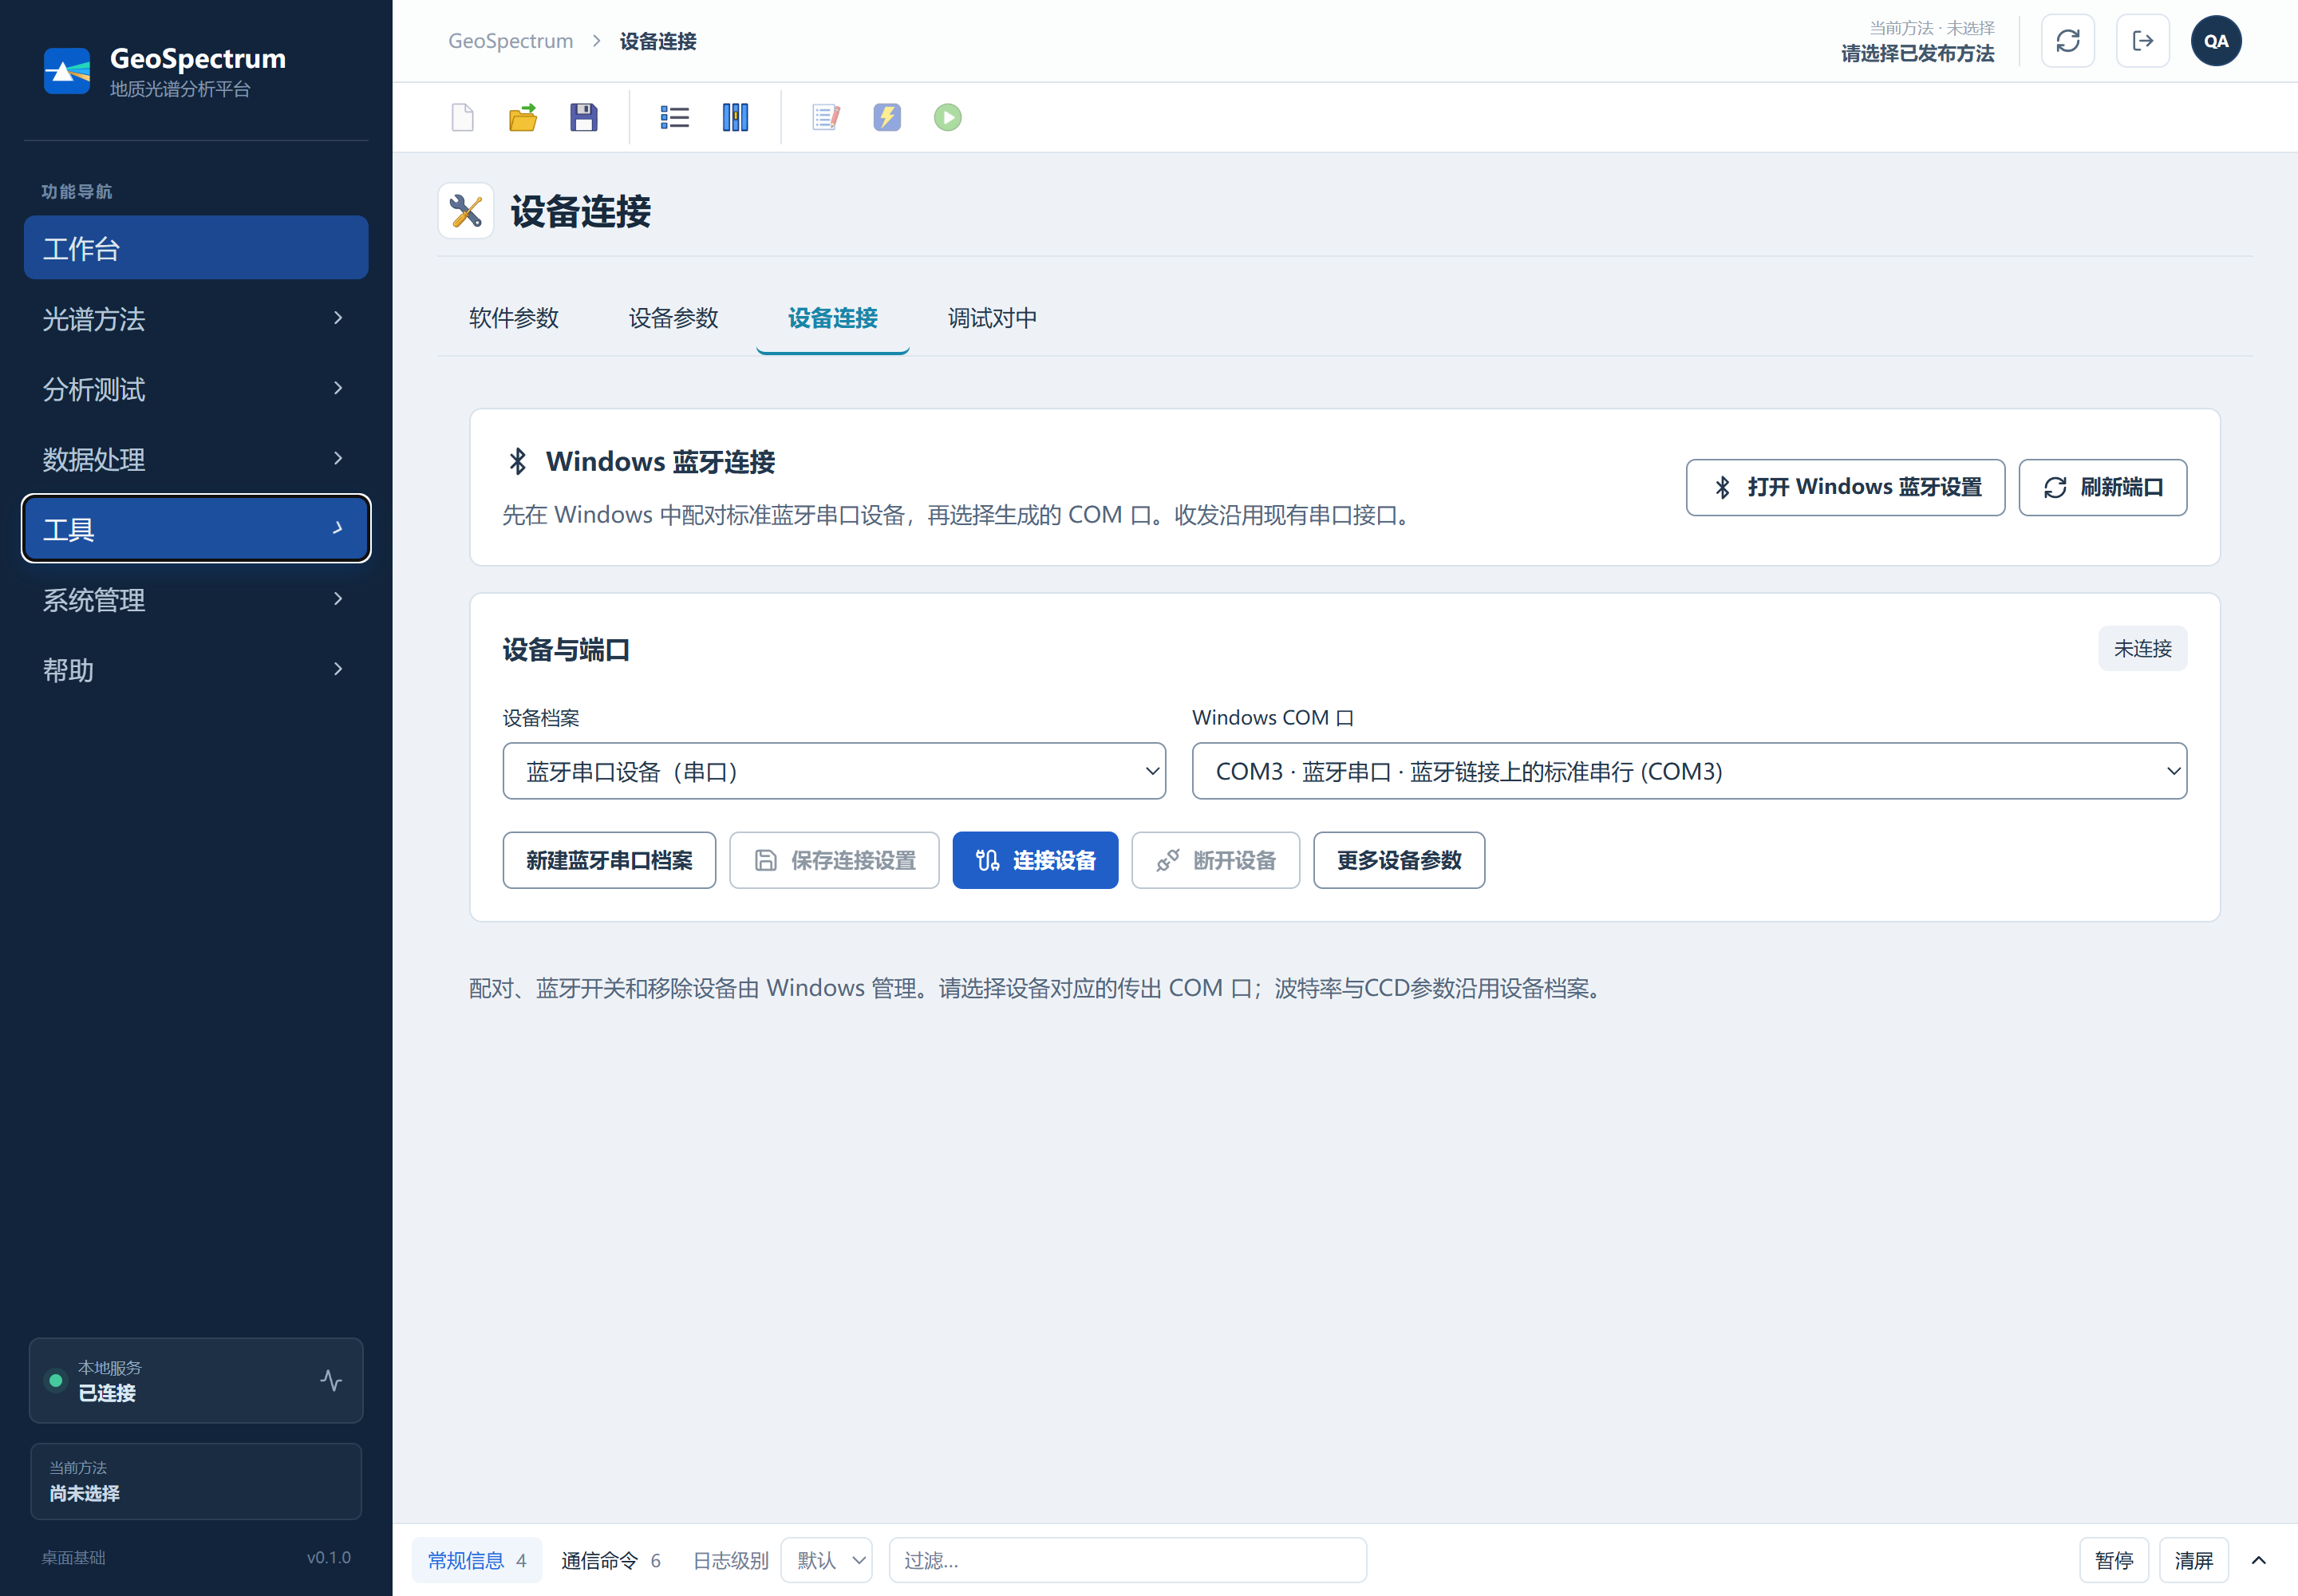 GeoSpectrum
地质光谱分析平台
功能导航
工作台
光谱方法
分析测试
数据处理
工具
系统管理
帮助
本地服务
已连接
当前方法
尚未选择
桌面基础 v0.1.0
GeoSpectrum > 设备连接
当前方法 · 未选择
请选择已发布方法
QA
设备连接
软件参数 设备参数 设备连接 调试对中
Windows 蓝牙连接
先在 Windows 中配对标准蓝牙串口设备，再选择生成的 COM 口。收发沿用现有串口接口。
打开 Windows 蓝牙设置 刷新端口
设备与端口
未连接
设备档案 Windows COM 口
蓝牙串口设备（串口） COM3 · 蓝牙串口 · 蓝牙链接上的标准串行 (COM3)
新建蓝牙串口档案 保存连接设置 连接设备 断开设备 更多设备参数
配对、蓝牙开关和移除设备由 Windows 管理。请选择设备对应的传出 COM 口；波特率与CCD参数沿用设备档案。
常规信息 4 通信命令 6 日志级别 默认 过滤... 暂停 清屏